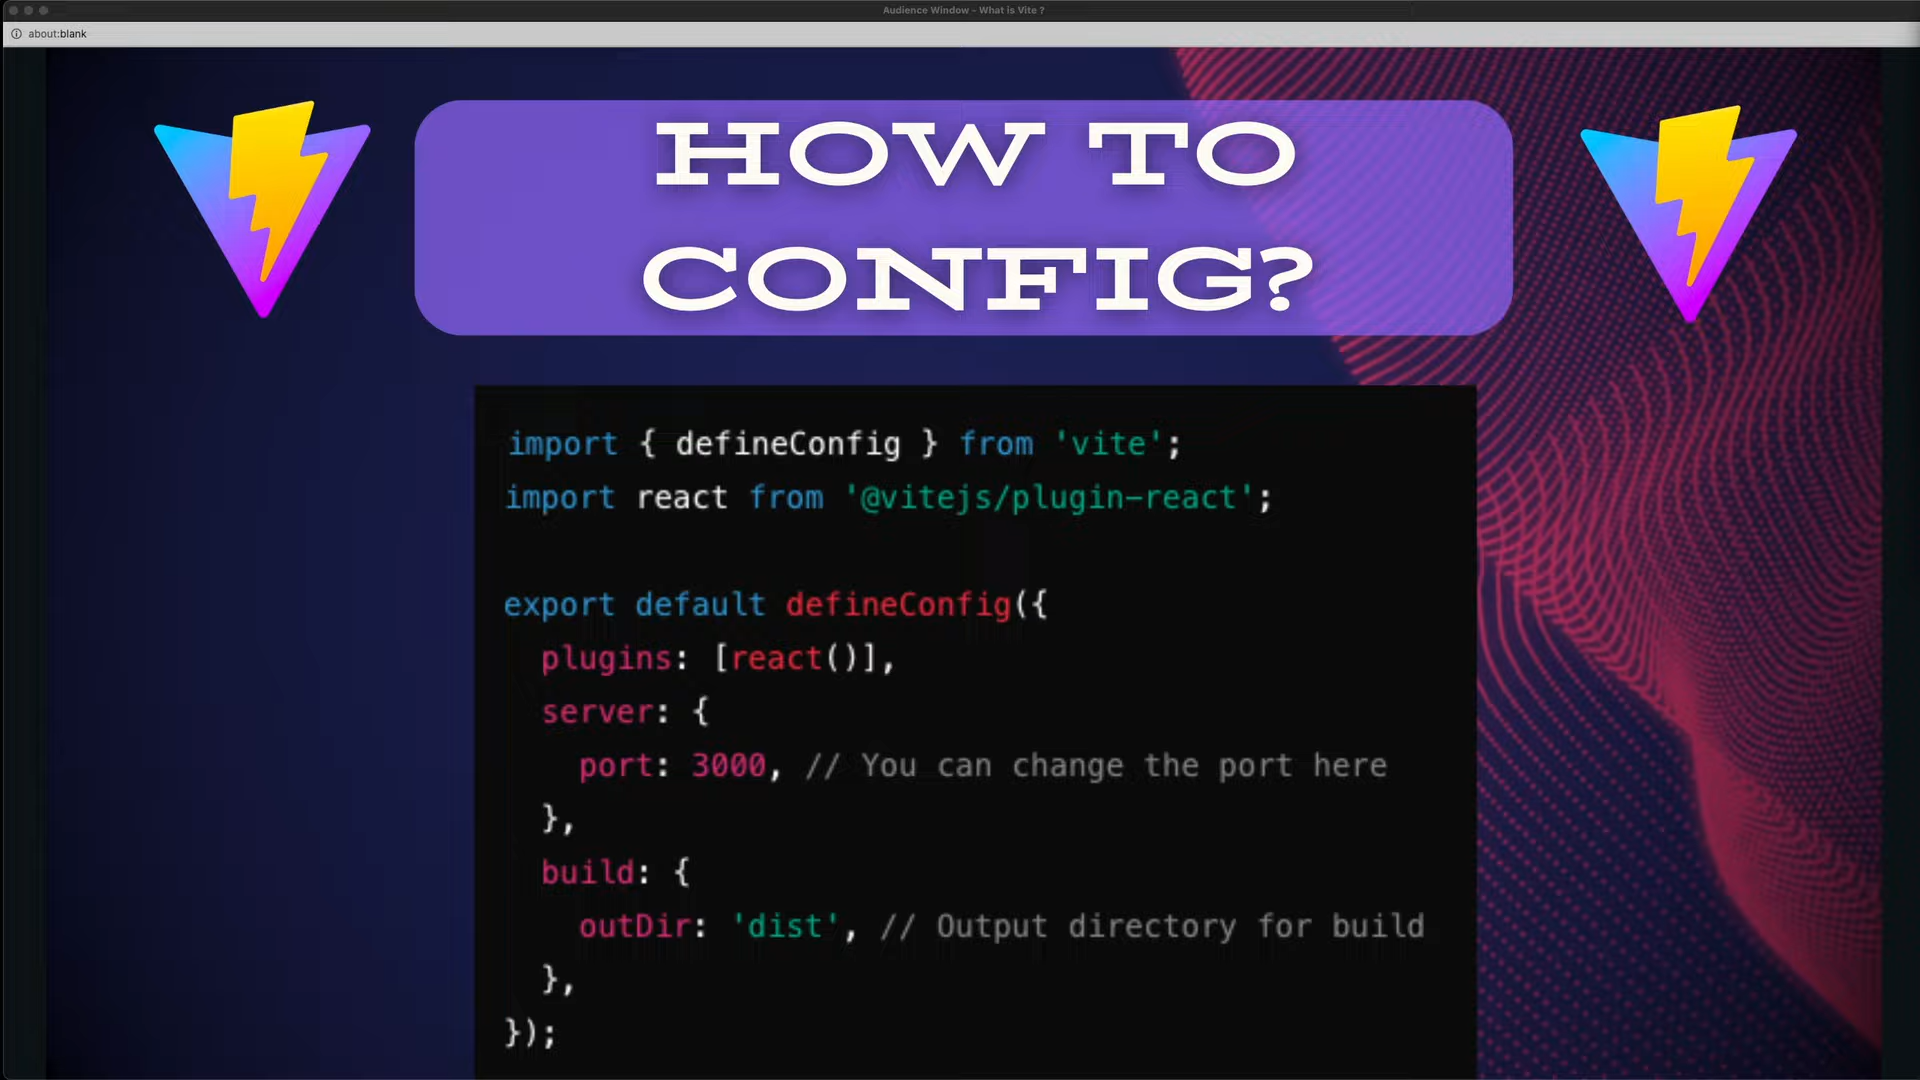 Audience Window - What is Vite ?
about:blank
HOW TO
CONFIG?
import { defineConfig } from 'vite';
import react from '@vitejs/plugin-react';
export default defineConfig({
  plugins: [react()],
  server: {
    port: 3000, // You can change the port here
  },
  build: {
    outDir: 'dist', // Output directory for build
  },
});